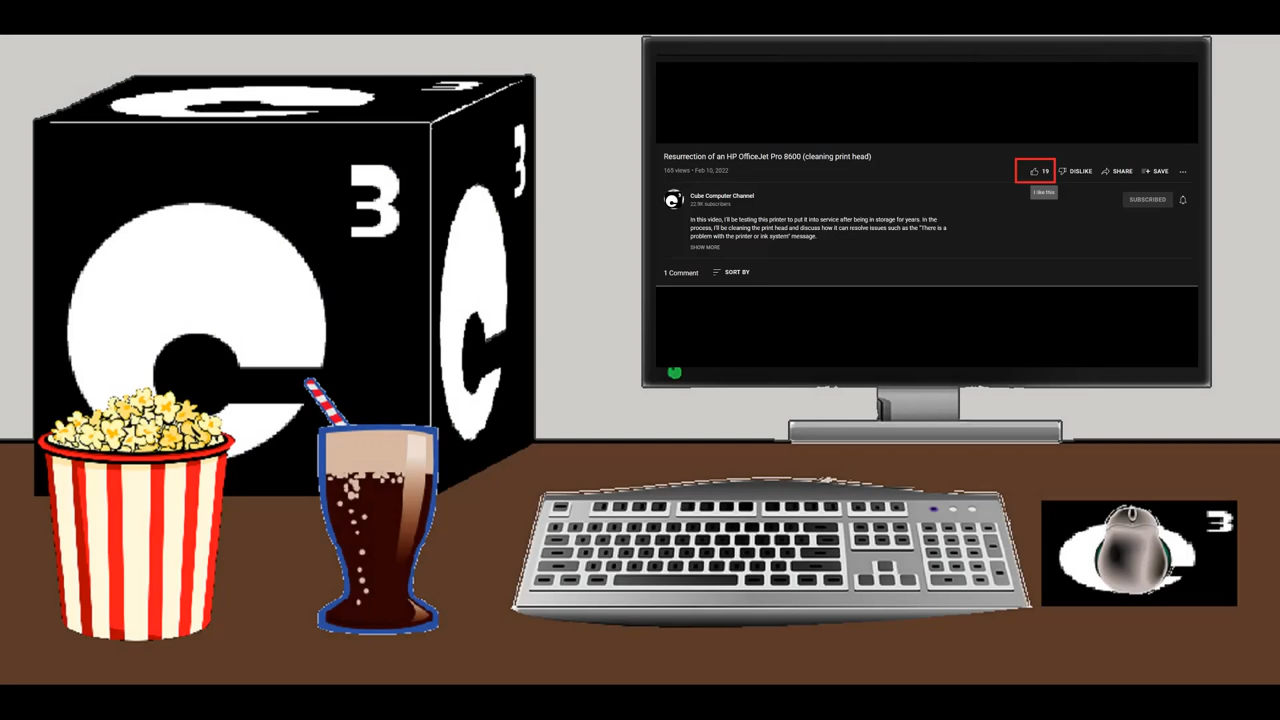 3
3
3
C
C
C
Resurrection of an HP OfficeJet Pro 8600 (cleaning print head)
165 views • Feb 10, 2022
19 DISLIKE SHARE SAVE ...
I like this
Cube Computer Channel
22.9K subscribers
SUBSCRIBED
In this video, I'll be testing this printer to put it into service after being in storage for years. In the
process, I'll be cleaning the print head and discuss how it can resolve issues such as the "There is a
problem with the printer or ink system" message.
SHOW MORE
1 Comment SORT BY
3
C